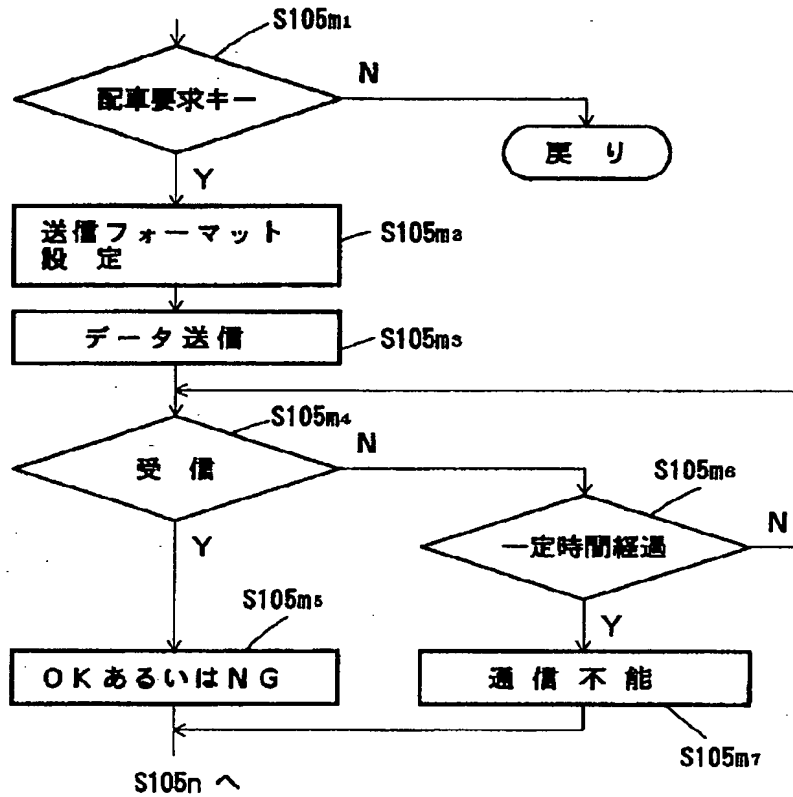 S105m1
配車要求キー
N
戻り
Y
送信フォーマット
設定
S105m2
データ送信
S105m3
S105m4
受信
N
S105m6
一定時間経過
N
Y
Y
S105m5
OKあるいはNG
通信不能
S105m7
S105n へ